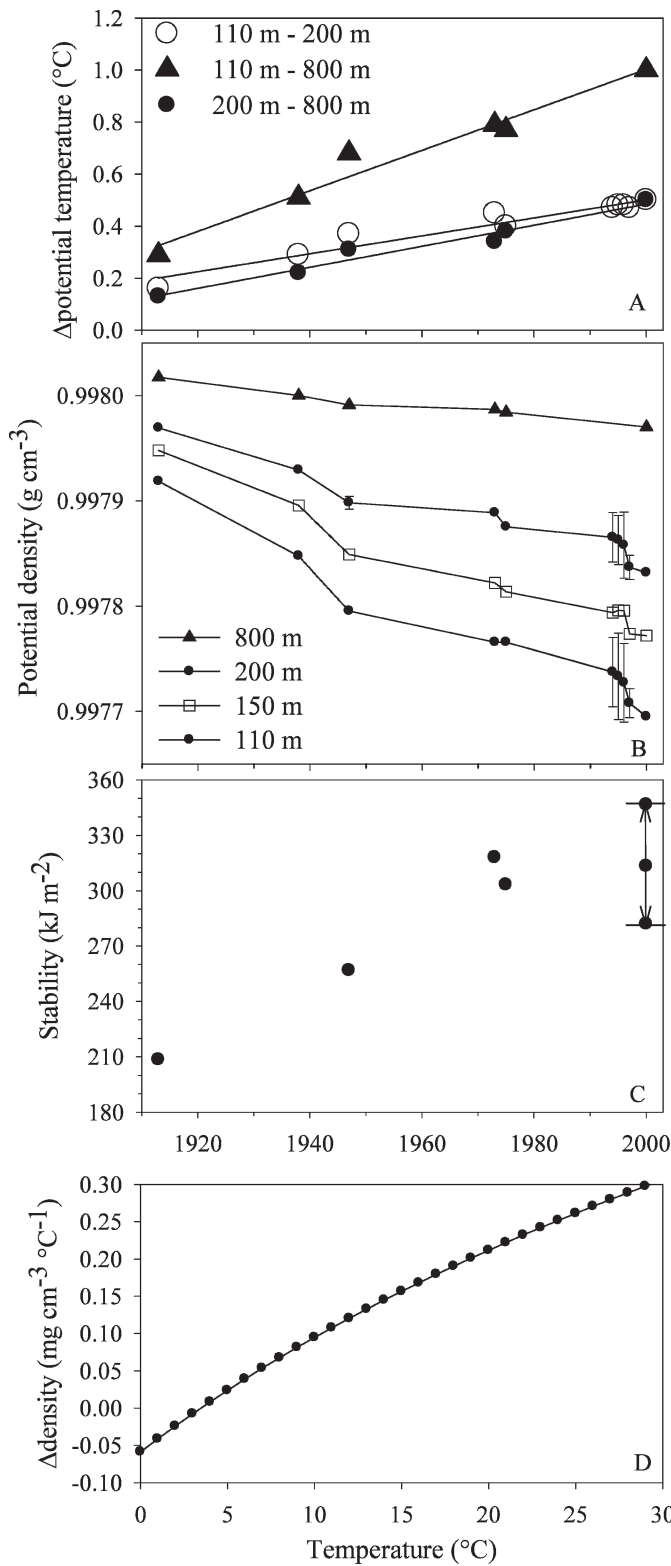 1.2
1.0
0.8
0.6
0.4
0.2
0.0
Δpotential temperature (°C)
110 m - 200 m
110 m - 800 m
200 m - 800 m
A
0.9980
0.9979
0.9978
0.9977
Potential density (g cm-3)
800 m
200 m
150 m
110 m
B
360
330
300
270
240
210
180
Stability (kJ m-2)
C
1920 1940 1960 1980 2000
0.30
0.25
0.20
0.15
0.10
0.05
0.00
-0.05
-0.10
Δdensity (mg cm-3 °C-1)
D
0 5 10 15 20 25 30
Temperature (°C)